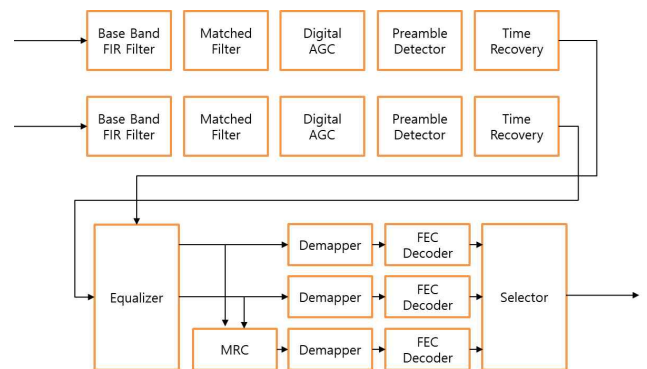 Base Band
FIR Filter
Matched
Filter
Digital
AGC
Preamble
Detector
Time
Recovery
Base Band
FIR Filter
Matched
Filter
Digital
AGC
Preamble
Detector
Time
Recovery
Equalizer
Demapper
FEC
Decoder
Demapper
FEC
Decoder
Selector
MRC
Demapper
FEC
Decoder